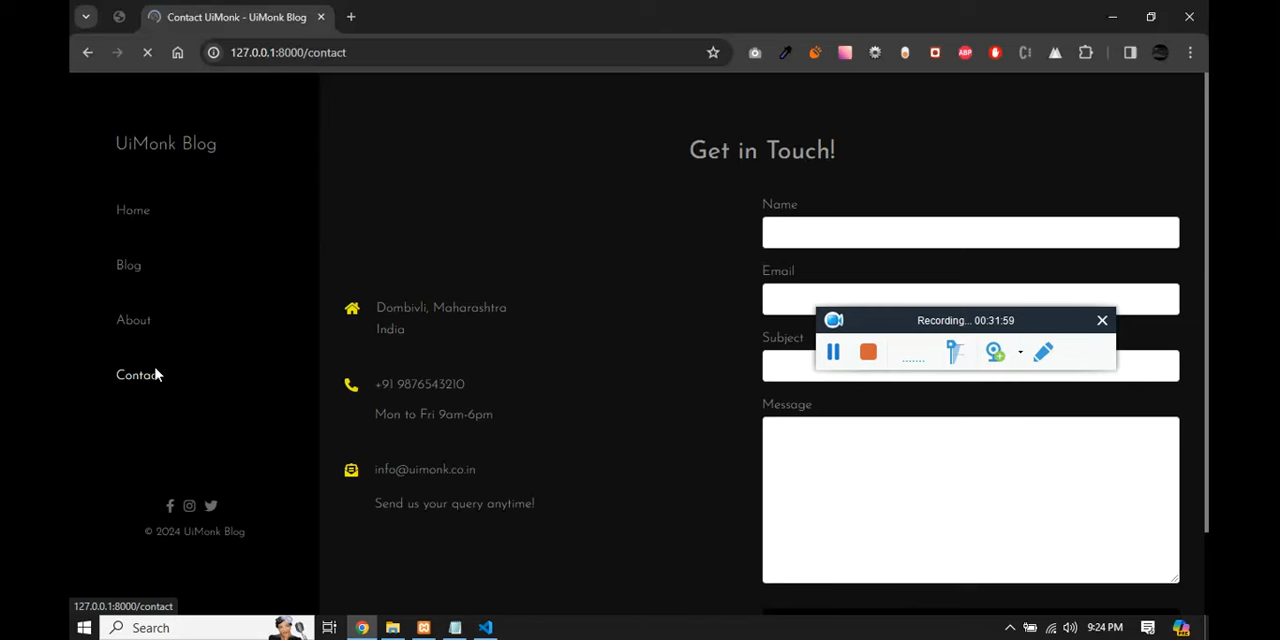 Contact UiMonk - UiMonk Blog
127.0.0.1:8000/contact
ABP
UiMonk Blog
Home
Blog
About
Contact
© 2024 UiMonk Blog
Get in Touch!
Dombivli, Maharashtra
India
+91 9876543210
Mon to Fri 9am-6pm
info@uimonk.co.in
Send us your query anytime!
Name
Email
Recording... 00:31:59
Subject
Message
127.0.0.1:8000/contact
Search
9:24 PM